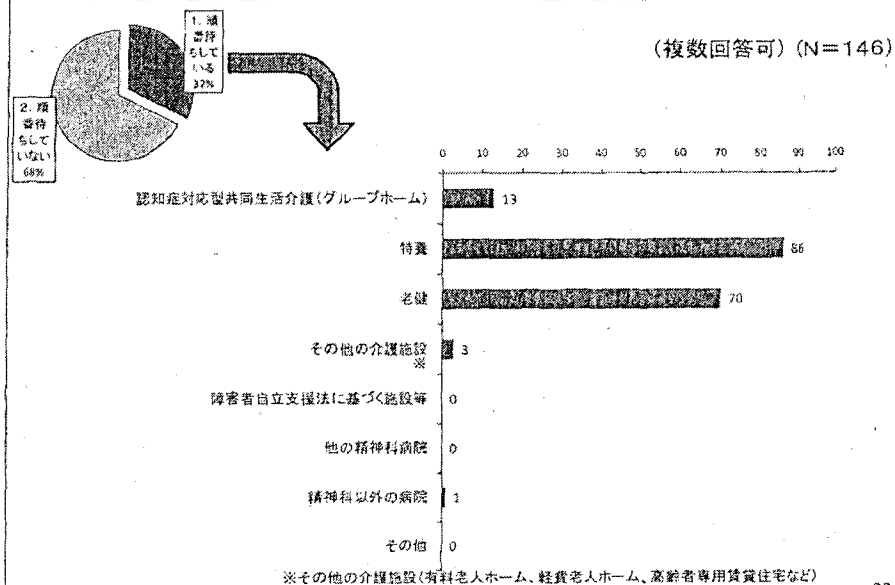 1. 順
番待
ちして
いる
32%
(複数回答可) (N=146)
2. 順
番待
ちして
いない
68%
0 10 20 30 40 50 60 70 80 90 100
認知症対応型共同生活介護(グループホーム) 13
特養 86
老健 70
その他の介護施設 3
※
障害者自立支援法に基づく施設等 0
他の精神科病院 0
精神科以外の病院 1
その他 0
※その他の介護施設(有料老人ホーム、軽費老人ホーム、高齢者専用賃貸住宅など)